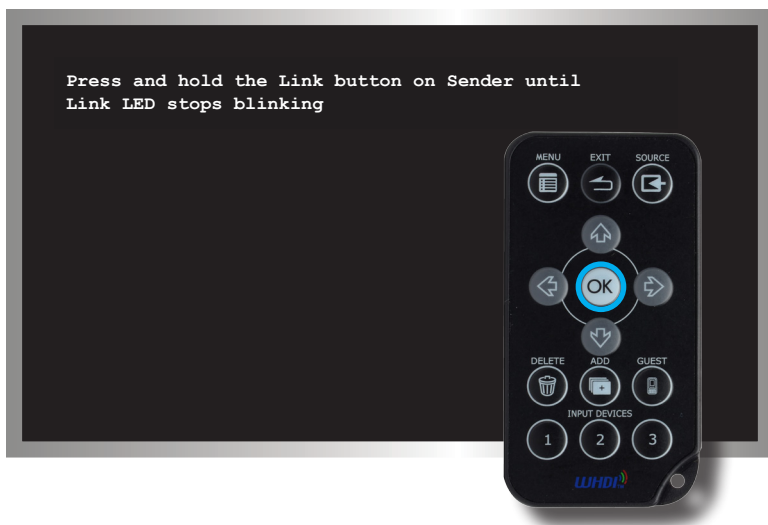 Press and hold the Link button on Sender until
Link LED stops blinking
MENU EXIT SOURCE
OK
DELETE ADD GUEST
INPUT DEVICES
1 2 3
WHDI™